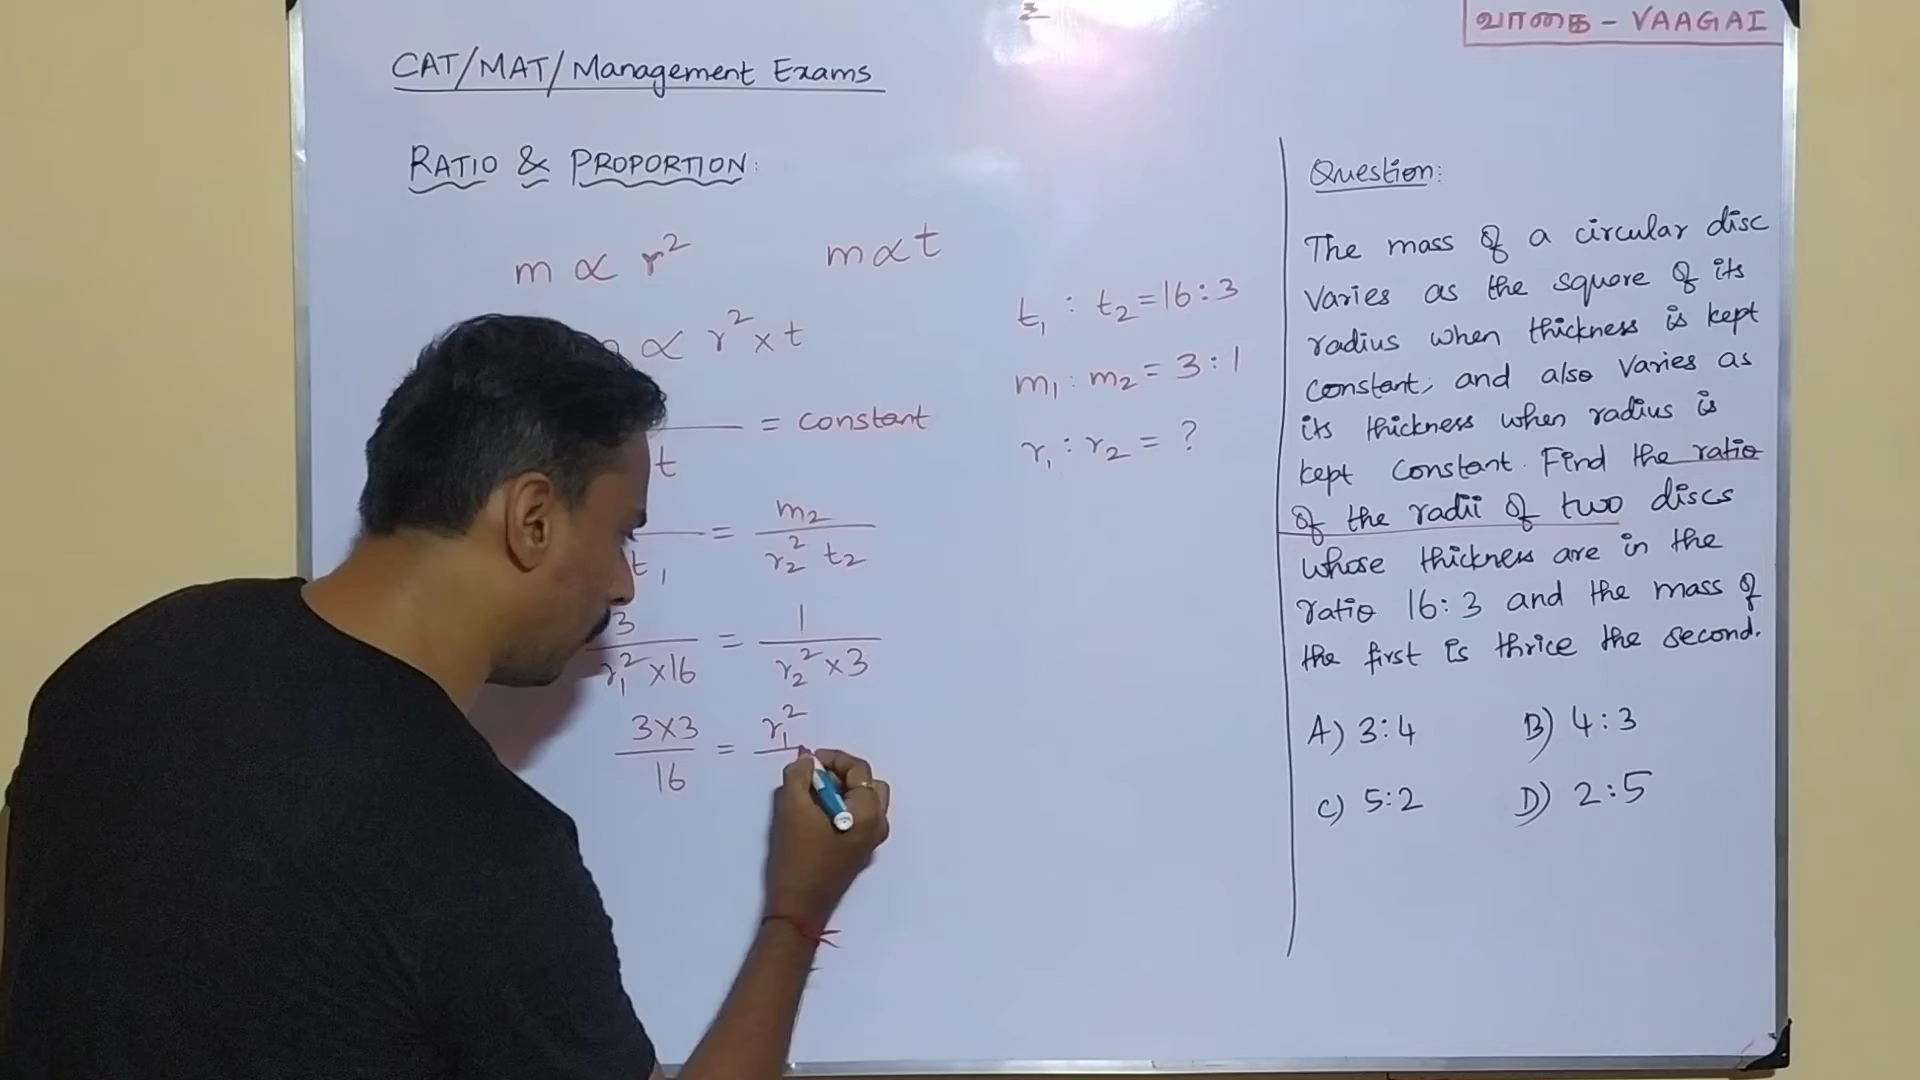 வாகை - VAAGAI
CAT/MAT/Management Exams
RATIO & PROPORTION:
m ∝ r² m ∝ t
∝ r² x t
= constant
t
t₁ = m₂ / r₂² t₂
3 / r₁² x16 = 1 / r₂² x 3
3x3 / 16 = r₁²
t₁ : t₂ = 16 : 3
m₁ : m₂ = 3 : 1
r₁ : r₂ = ?
Question:
The mass of a circular disc
varies as the square of its
radius when thickness is kept
constant, and also varies as
its thickness when radius is
kept constant. Find the ratio
of the radii of two discs
whose thickness are in the
ratio 16:3 and the mass of
the first is thrice the second.
A) 3:4 B) 4:3
C) 5:2 D) 2:5